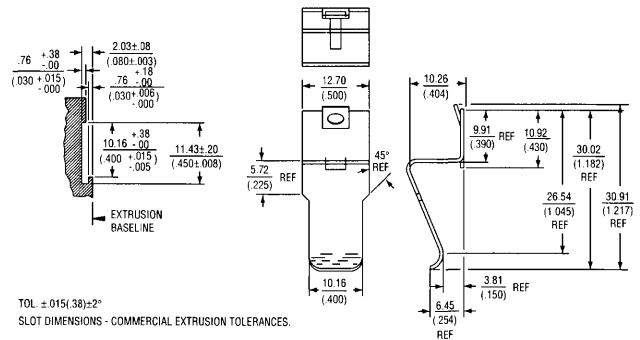 2.03±.08
(.080±.003)
.76 +.38 -.00
(.030 +.015 -.000)
.76 +.18 -.00
(.030 +.006 -.000)
10.16 +.38 -.00
(.400 +.015 -.005)
11.43±.20
(.450±.008)
EXTRUSION
BASELINE
12.70
(.500)
5.72
(.225)
REF
45°
REF
10.16
(.400)
10.26
(.404)
9.91
(.390)
REF
10.92
(.430)
30.02
(1.182)
REF
26.54
(1.045)
REF
30.91
(1.217)
REF
3.81
(.150)
REF
6.45
(.254)
REF
TOL. ±.015(.38)±2°
SLOT DIMENSIONS - COMMERCIAL EXTRUSION TOLERANCES.